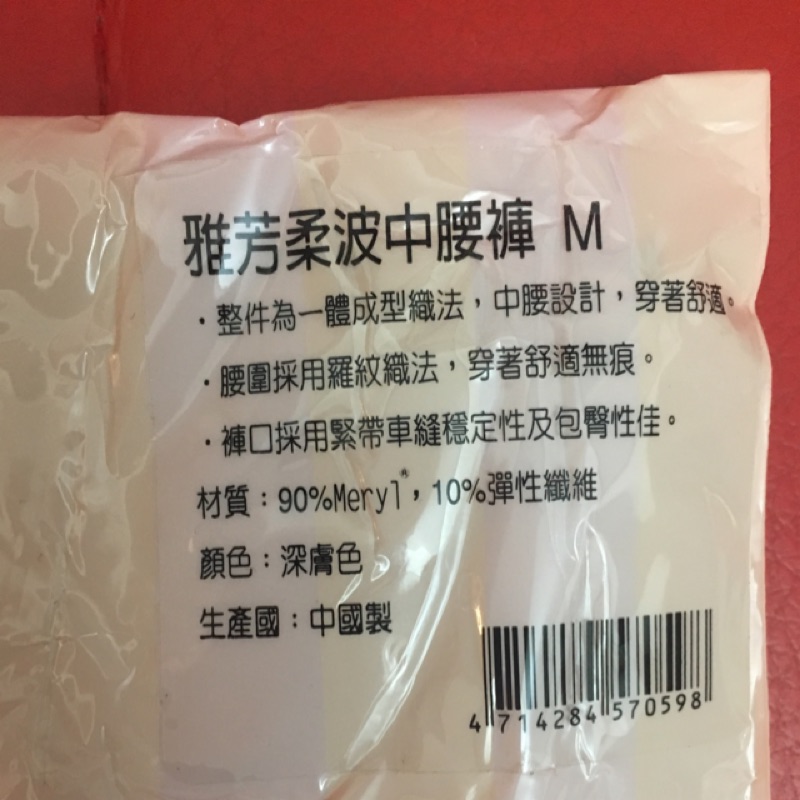 雅芳柔波中腰褲 M
·整件為一體成型織法，中腰設計，穿著舒適。
·腰圍採用羅紋織法，穿著舒適無痕。
·褲口採用緊帶車縫穩定性及包臀性佳。
材質：90%Meryl®，10%彈性纖維
顏色：深膚色
生產國：中國製
4 714284 570598